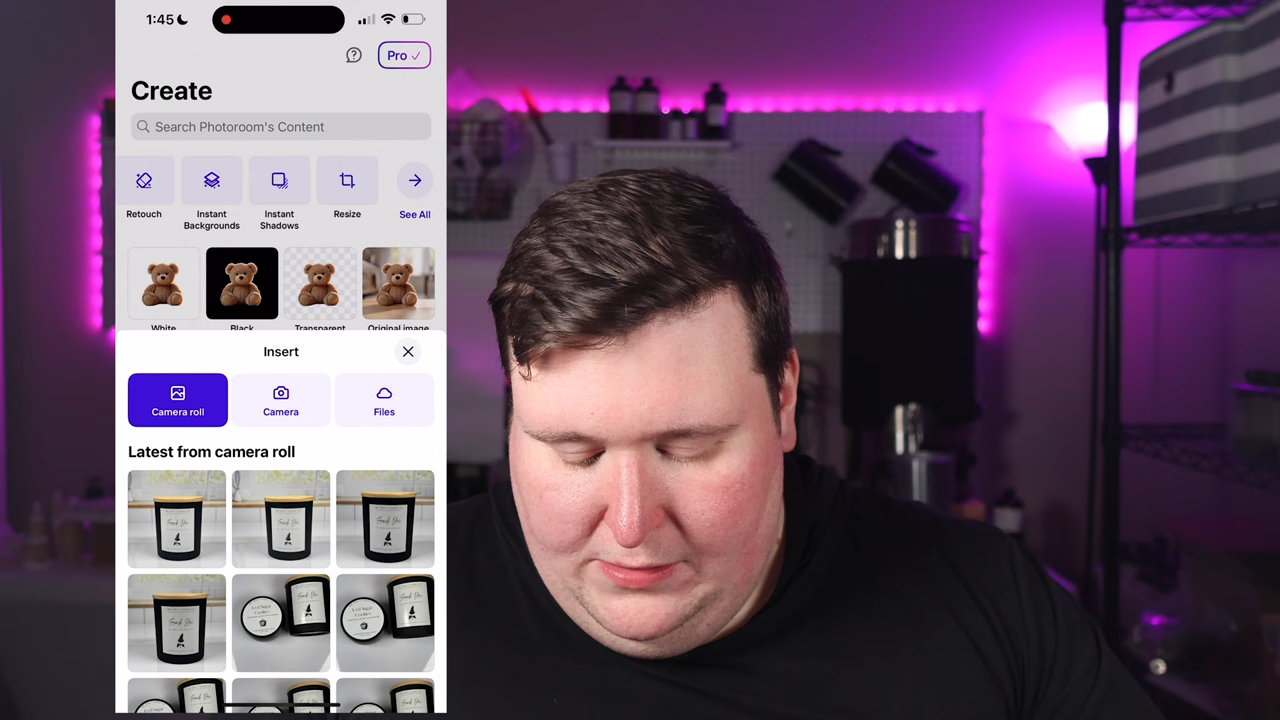 1:45
Pro
Create
Search Photoroom's Content
Retouch
Instant
Backgrounds
Instant
Shadows
Resize
See All
White
Black
Transparent
Original image
Insert
Camera roll
Camera
Files
Latest from camera roll